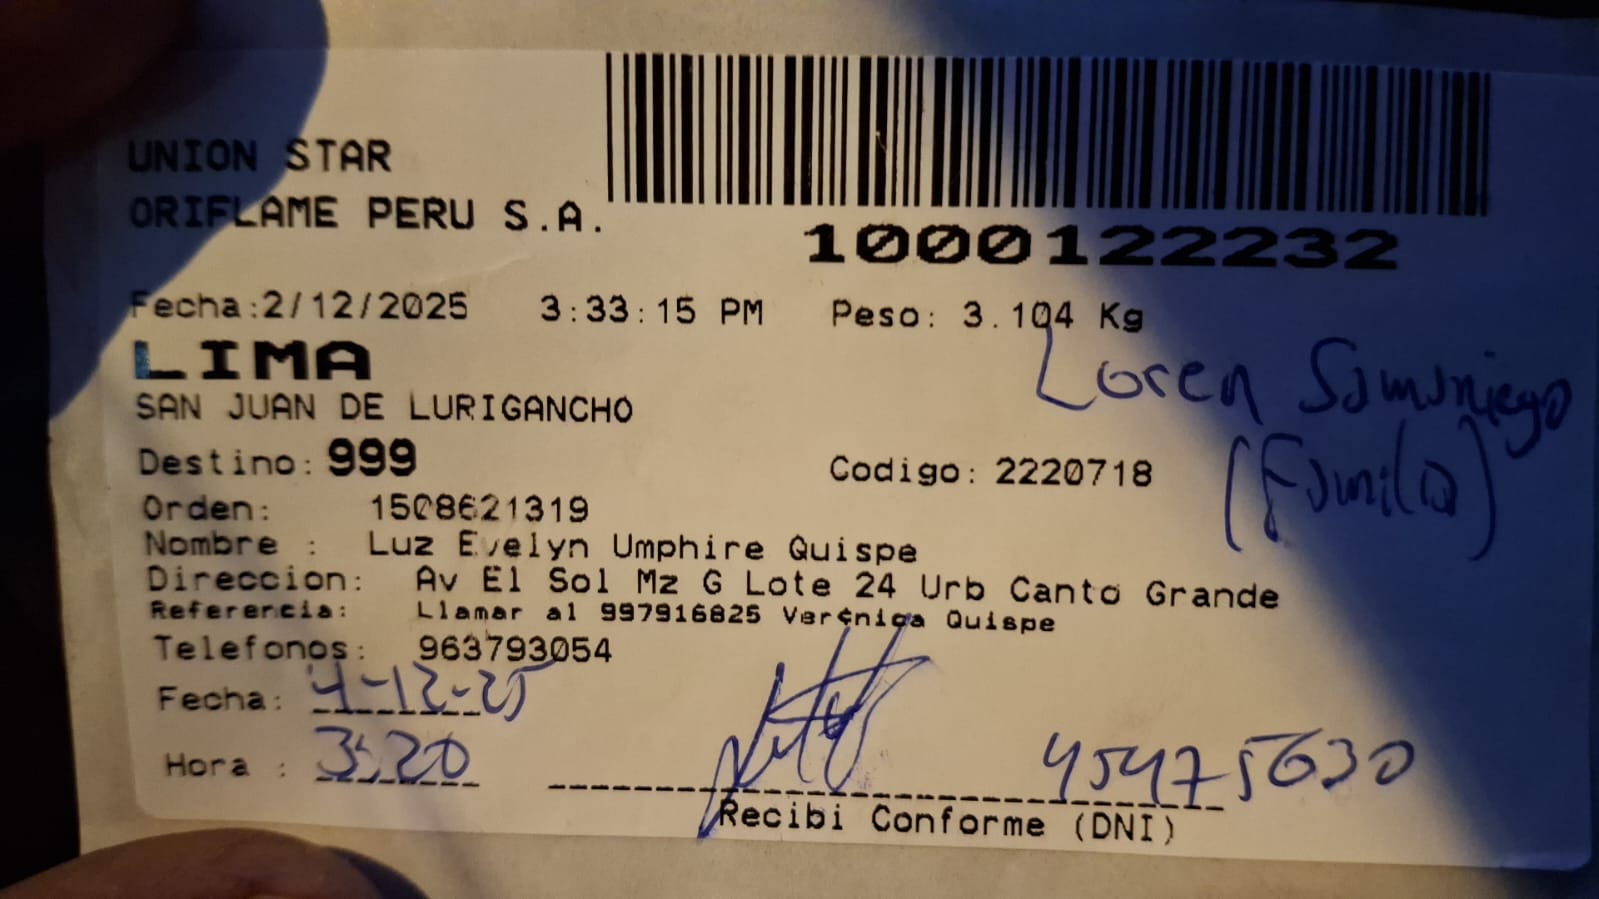 UNION STAR
ORIFLAME PERU S.A.
1000122232
Fecha:2/12/2025 3:33:15 PM Peso: 3.104 Kg
LIMA
SAN JUAN DE LURIGANCHO
Loren Samaniego
(Familia)
Destino: 999 Codigo: 2220718
Orden: 1508621319
Nombre : Luz Evelyn Umphire Quispe
Direccion: Av El Sol Mz G Lote 24 Urb Canto Grande
Referencia: Llamar al 997916825 Verónica Quispe
Telefonos: 963793054
Fecha: 4-12-25
Hora : 3:20 45475630
Recibi Conforme (DNI)